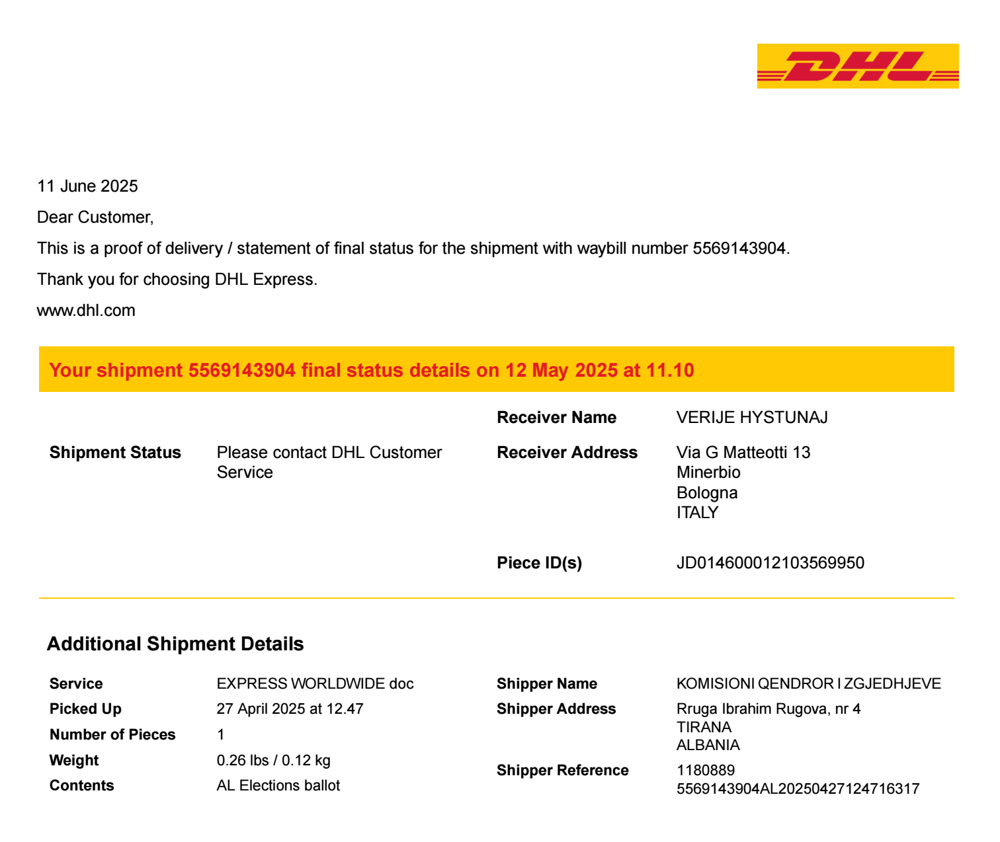 DHL
11 June 2025
Dear Customer,
This is a proof of delivery / statement of final status for the shipment with waybill number 5569143904.
Thank you for choosing DHL Express.
www.dhl.com
Your shipment 5569143904 final status details on 12 May 2025 at 11.10
Receiver Name VERIJE HYSTUNAJ
Shipment Status Please contact DHL Customer
Service
Receiver Address Via G Matteotti 13
Minerbio
Bologna
ITALY
Piece ID(s) JD014600012103569950
Additional Shipment Details
Service EXPRESS WORLDWIDE doc
Picked Up 27 April 2025 at 12.47
Number of Pieces 1
Weight 0.26 lbs / 0.12 kg
Contents AL Elections ballot
Shipper Name KOMISIONI QENDROR I ZGJEDHJEVE
Shipper Address Rruga Ibrahim Rugova, nr 4
TIRANA
ALBANIA
Shipper Reference 1180889
5569143904AL20250427124716317